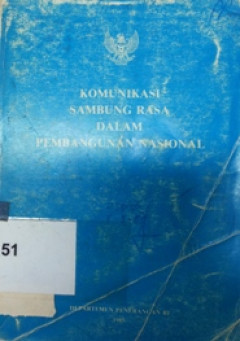 KOMUNIKASI
SAMBUNG RASA
DALAM
PEMBANGUNAN NASIONAL
51
DEPARTEMEN PENERANGAN RI